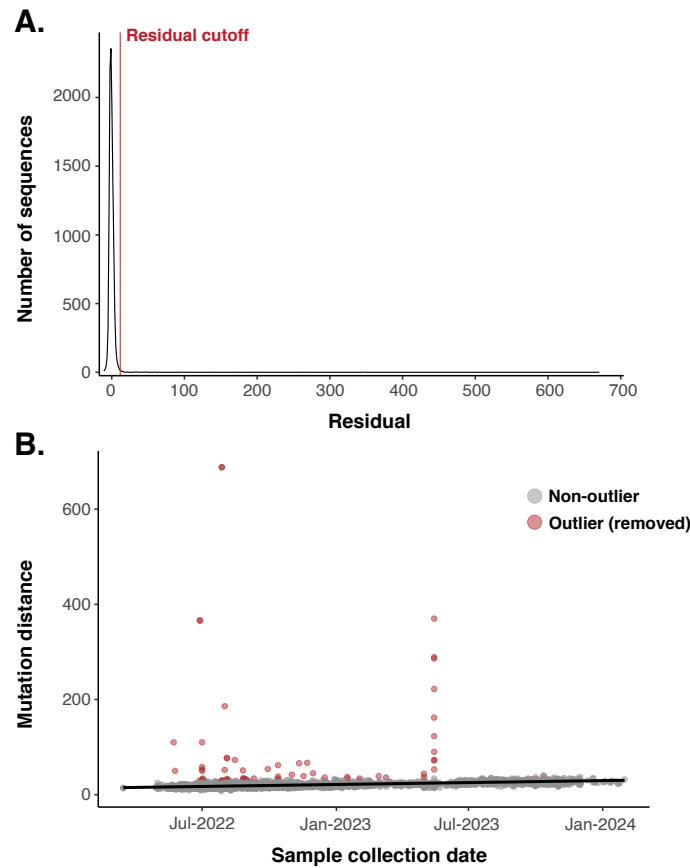 A.
Residual cutoff
2000
1500
1000
500
0
Number of sequences
0 100 200 300 400 500 600 700
Residual
B.
Non-outlier
Outlier (removed)
600
400
200
0
Mutation distance
Jul-2022 Jan-2023 Jul-2023 Jan-2024
Sample collection date